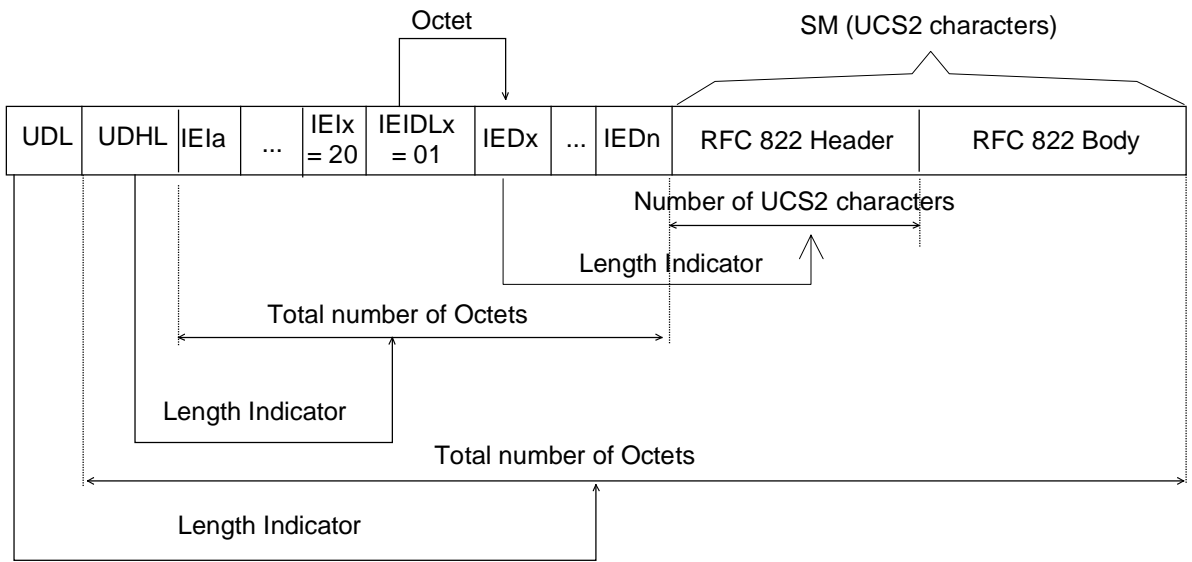 Octet
SM (UCS2 characters)
UDL UDHL IEIa ... IEIx = 20 IEIDLx = 01 IEDx ... IEDn RFC 822 Header RFC 822 Body
Number of UCS2 characters
Length Indicator
Total number of Octets
Length Indicator
Total number of Octets
Length Indicator